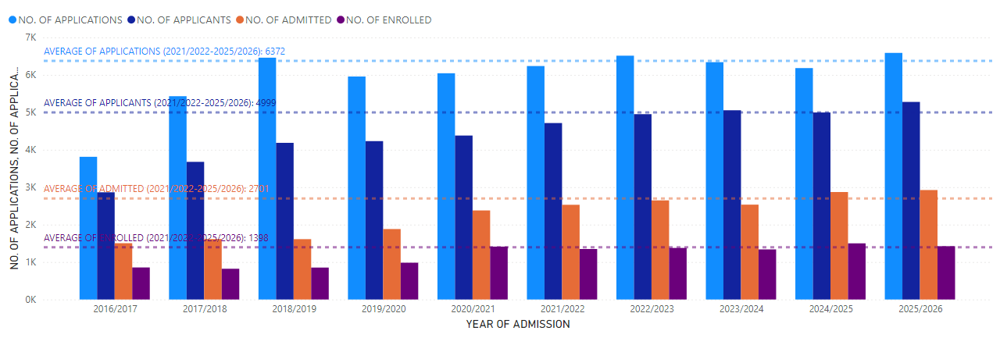 NO. OF APPLICATIONS NO. OF APPLICANTS NO. OF ADMITTED NO. OF ENROLLED
7K
AVERAGE OF APPLICATIONS (2021/2022-2025/2026): 6372
6K
AVERAGE OF APPLICANTS (2021/2022-2025/2026): 4999
5K
4K
3K
AVERAGE OF ADMITTED (2021/2022-2025/2026): 2701
2K
AVERAGE OF ENROLLED (2021/2022-2025/2026): 1398
1K
0K
NO. OF APPLICATIONS, NO. OF APPLICA...
2016/2017 2017/2018 2018/2019 2019/2020 2020/2021 2021/2022 2022/2023 2023/2024 2024/2025 2025/2026
YEAR OF ADMISSION